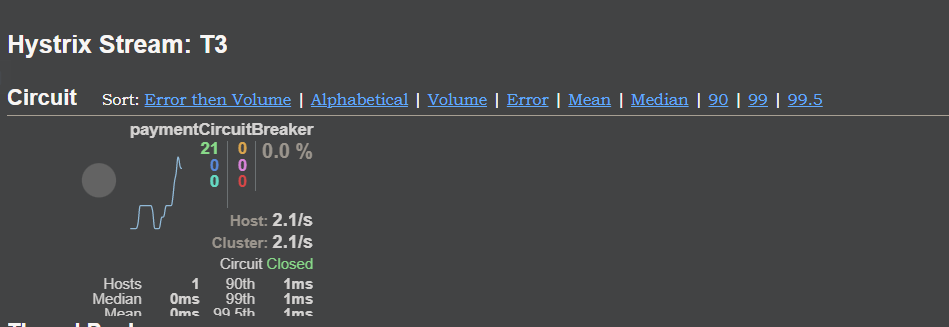 Hystrix Stream: T3
Circuit Sort: Error then Volume | Alphabetical | Volume | Error | Mean | Median | 90 | 99 | 99.5
paymentCircuitBreaker
21 0 0.0 %
0 0
0 0
Host: 2.1/s
Cluster: 2.1/s
Circuit Closed
Hosts 1 90th 1ms
Median 0ms 99th 1ms
Mean 0ms 99.5th 1ms